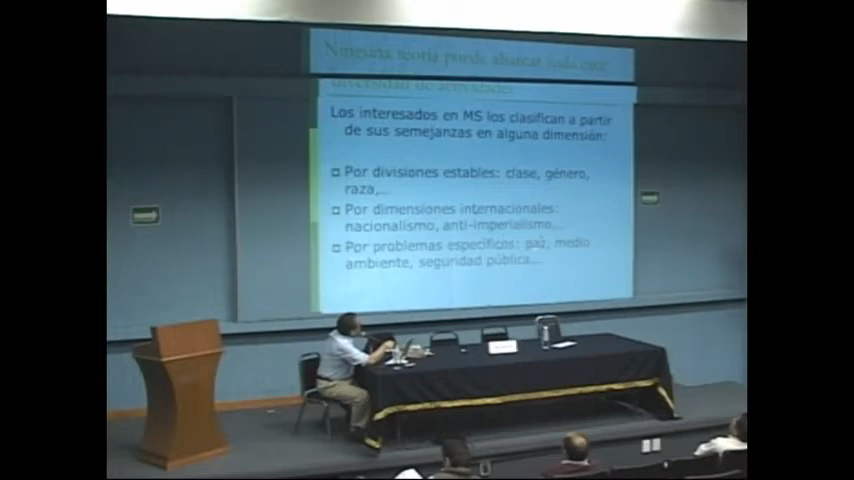 Ninguna teoría puede abarcar toda esta
diversidad de actividades.
Los interesados en MS los clasifican a partir
de sus semejanzas en alguna dimensión:
Por divisiones estables: clase, género,
raza,...
Por dimensiones internacionales:
nacionalismo, anti-imperialismo...
Por problemas específicos: paz, medio
ambiente, seguridad pública...